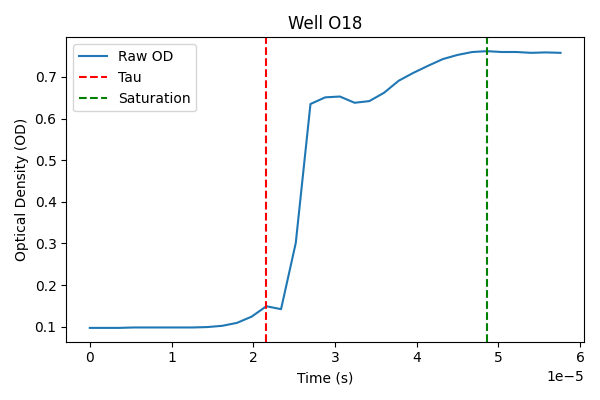 Well O18
Raw OD
Tau
Saturation
Optical Density (OD)
0.7
0.6
0.5
0.4
0.3
0.2
0.1
0 1 2 3 4 5 6
1e−5
Time (s)